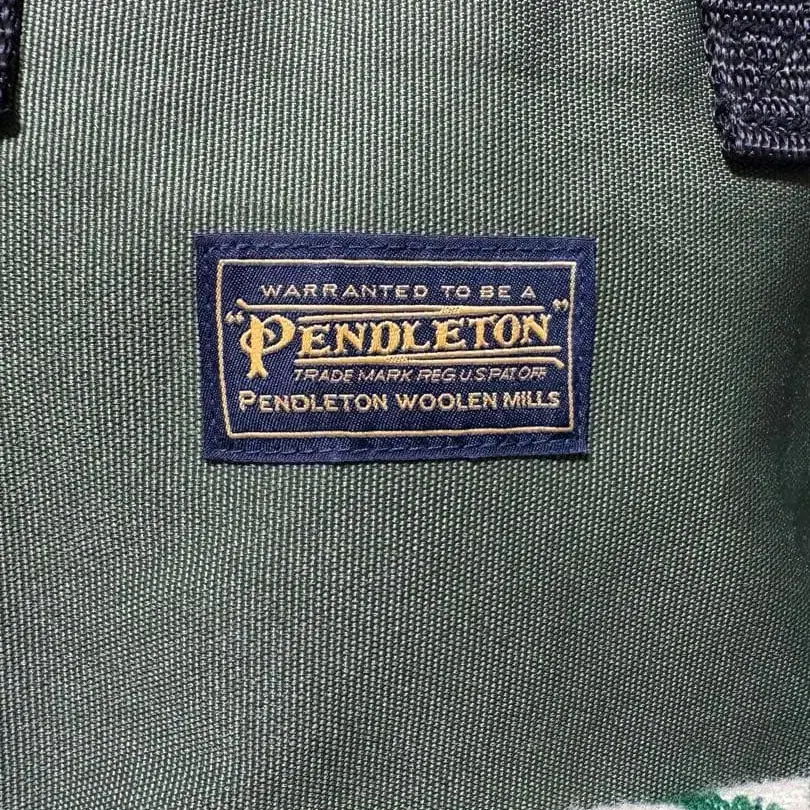 WARRANTED TO BE A
"PENDLETON"
TRADE MARK REG U.S. PAT OFF
PENDLETON WOOLEN MILLS